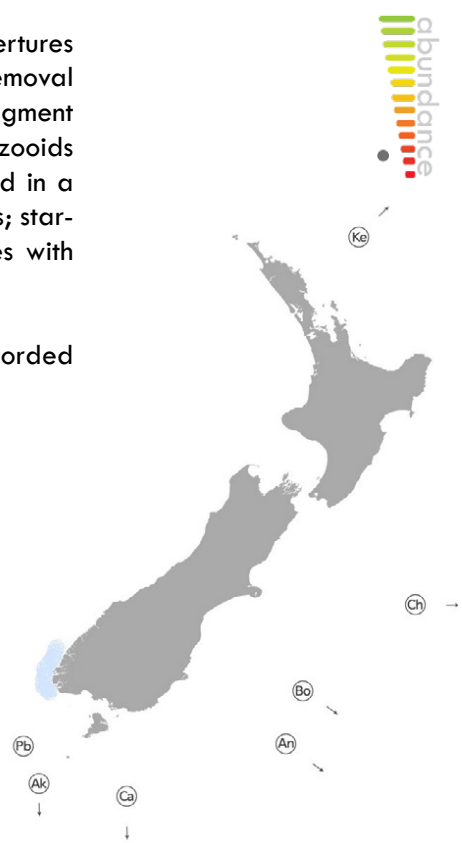 ertures
emoval
gment
zooids
d in a
s; star-
es with
orded
abundance
Ke
Ch
Bo
An
Pb
Ak
Ca